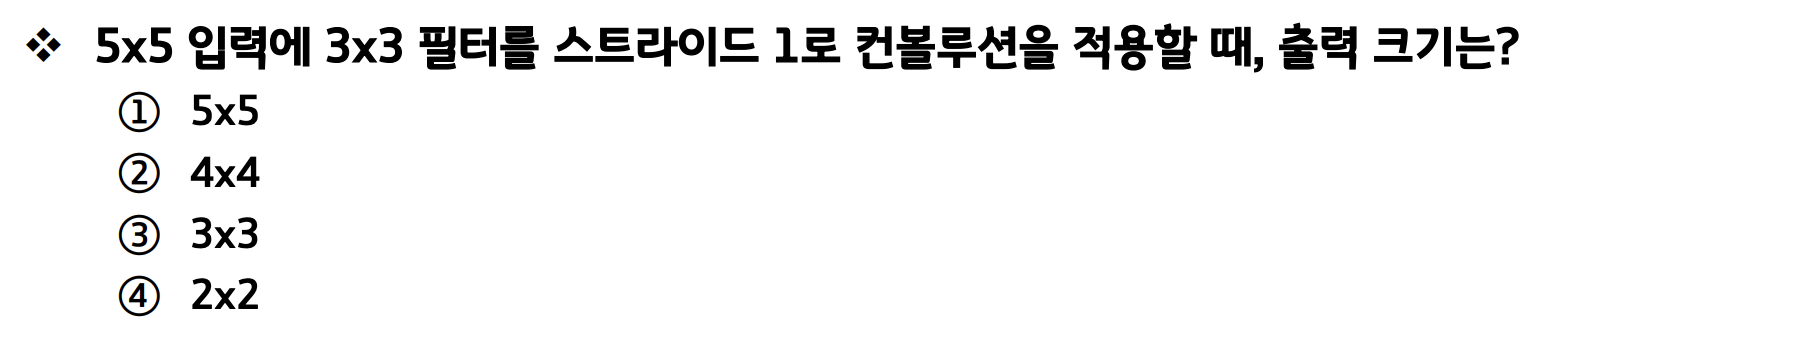 ❖ 5x5 입력에 3x3 필터를 스트라이드 1로 컨볼루션을 적용할 때, 출력 크기는?
① 5x5
② 4x4
③ 3x3
④ 2x2